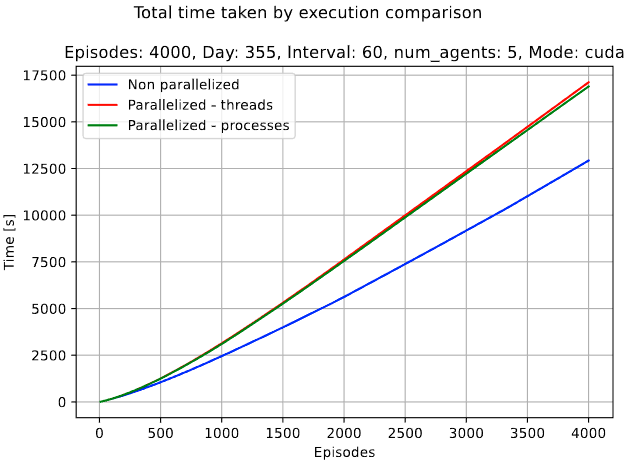 Total time taken by execution comparison
Episodes: 4000, Day: 355, Interval: 60, num_agents: 5, Mode: cuda
Non parallelized
Parallelized - threads
Parallelized - processes
17500
15000
12500
10000
7500
5000
2500
0
Time [s]
0 500 1000 1500 2000 2500 3000 3500 4000
Episodes